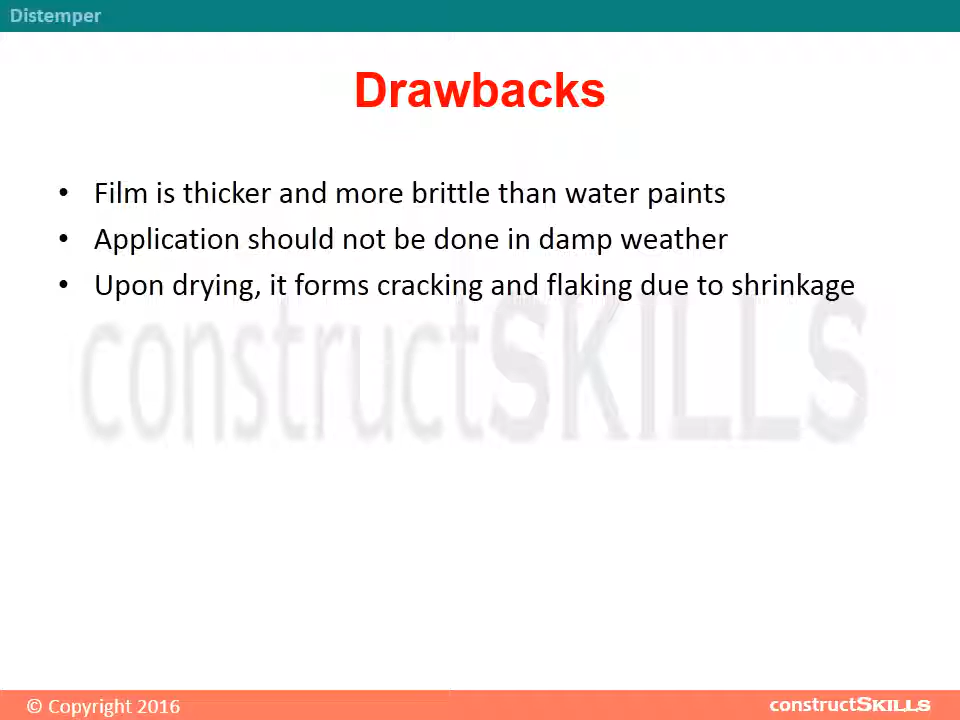 Distemper
Drawbacks
• Film is thicker and more brittle than water paints
• Application should not be done in damp weather
• Upon drying, it forms cracking and flaking due to shrinkage
constructSKILLS
© Copyright 2016
constructSKILLS